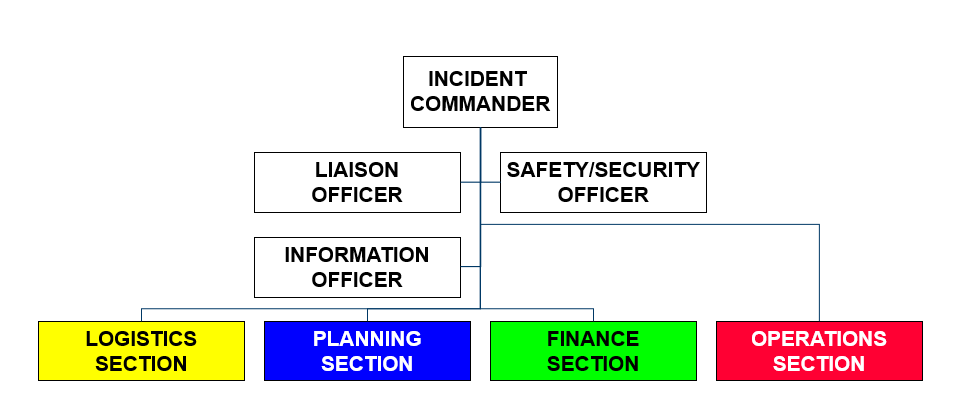 INCIDENT
COMMANDER
LIAISON
OFFICER
SAFETY/SECURITY
OFFICER
INFORMATION
OFFICER
LOGISTICS
SECTION
PLANNING
SECTION
FINANCE
SECTION
OPERATIONS
SECTION